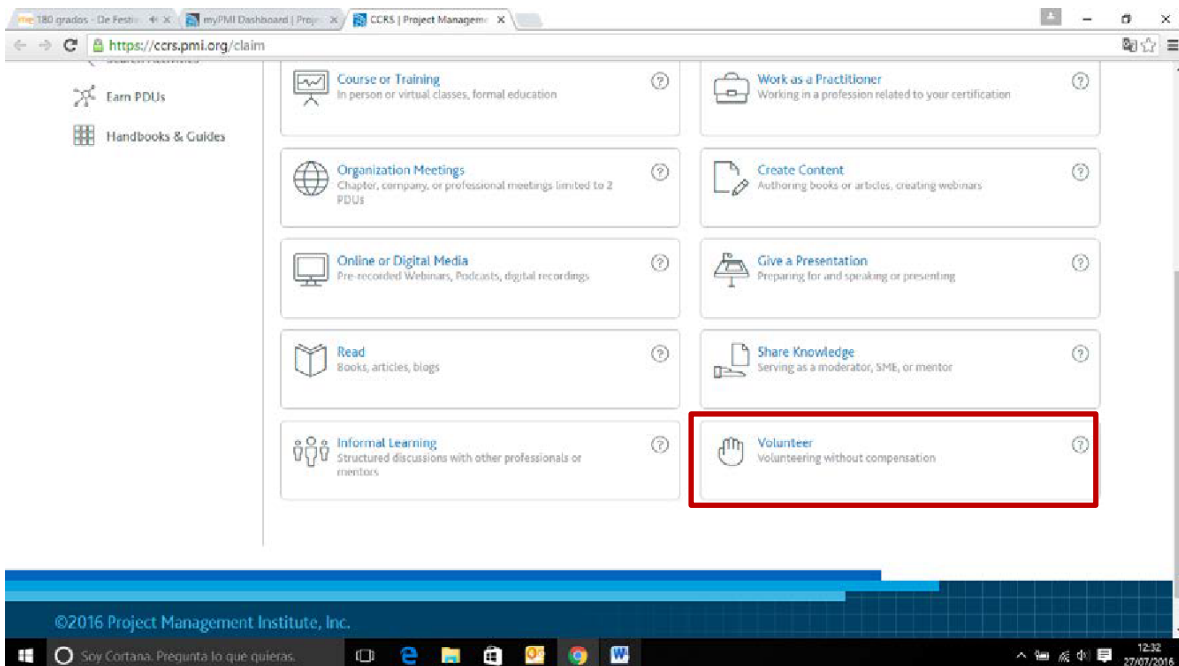 180 grados - De Festiv
myPMI Dashboard | Proje
CCRS | Project Manageme
https://ccrs.pmi.org/claim
Search Activities
Earn PDUs
Handbooks & Guides
Course or Training
In person or virtual classes, formal education
Work as a Practitioner
Working in a profession related to your certification
Organization Meetings
Chapter, company, or professional meetings limited to 2
PDUs
Create Content
Authoring books or articles, creating webinars
Online or Digital Media
Pre-recorded Webinars, Podcasts, digital recordings
Give a Presentation
Preparing for and speaking or presenting
Read
Books, articles, blogs
Share Knowledge
Serving as a moderator, SME, or mentor
Informal Learning
Structured discussions with other professionals or
mentors
Volunteer
Volunteering without compensation
©2016 Project Management Institute, Inc.
Soy Cortana. Pregunta lo que quieras.
12:32
27/07/2016